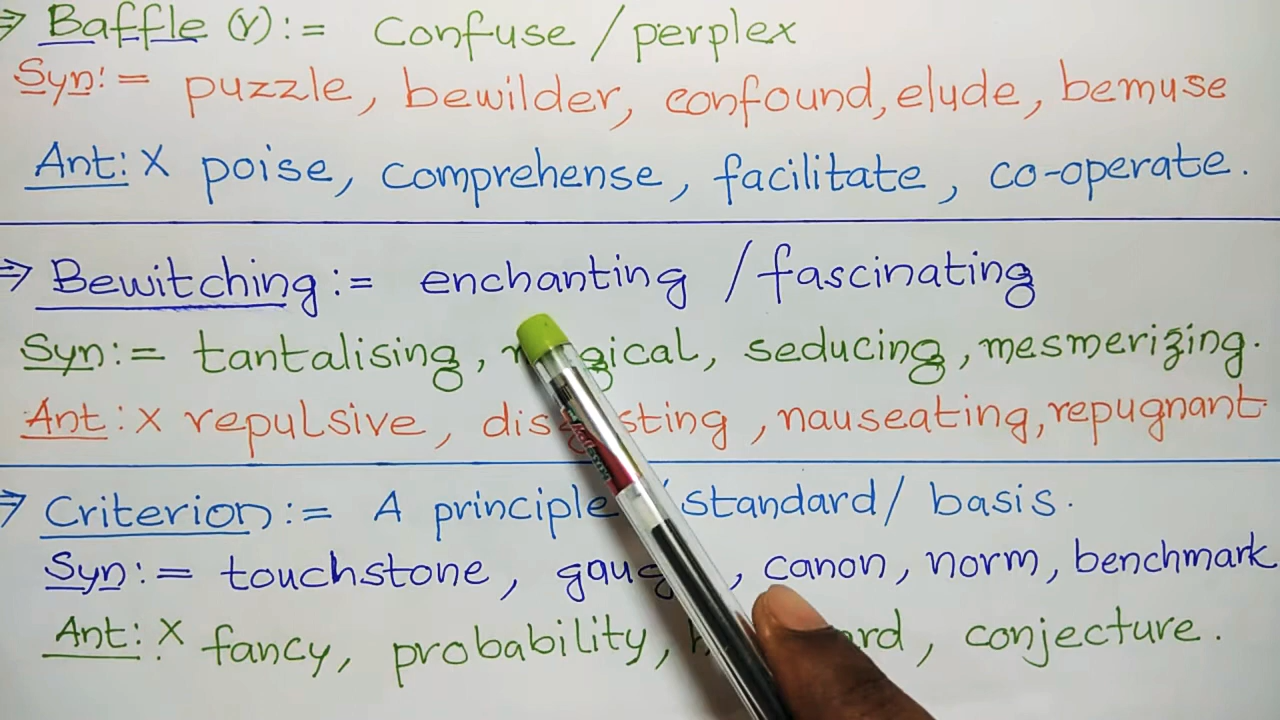 ⇒ Baffle (v) := Confuse / perplex
Syn := puzzle, bewilder, confound, elude, bemuse
Ant : X poise, comprehense, facilitate, co-operate.
⇒ Bewitching := enchanting / fascinating
Syn := tantalising, seducing, mesmerizing.
Ant : X repulsive, disgusting, nauseating, repugnant.
⇒ Criterion := A principle / standard / basis.
Syn := touchstone, canon, norm, benchmark
Ant : X fancy, probability, conjecture.